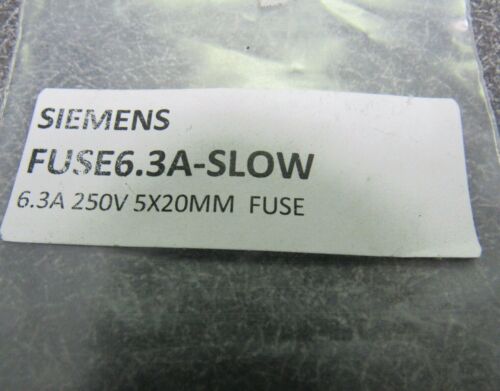 SIEMENS
FUSE6.3A-SLOW
6.3A 250V 5X20MM FUSE